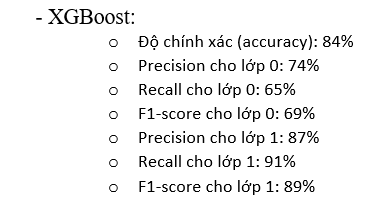 - XGBoost:
o Độ chính xác (accuracy): 84%
o Precision cho lớp 0: 74%
o Recall cho lớp 0: 65%
o F1-score cho lớp 0: 69%
o Precision cho lớp 1: 87%
o Recall cho lớp 1: 91%
o F1-score cho lớp 1: 89%